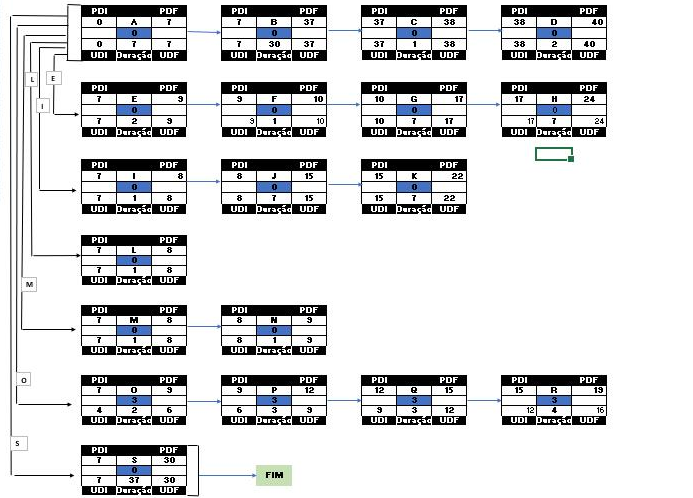 PDI PDF PDI PDF PDI PDF PDI PDF
0 A 7 7 B 37 37 C 38 38 D 40
0 0 0 0
0 7 7 7 30 37 37 1 38 38 2 40
UDI Duração UDF UDI Duração UDF UDI Duração UDF UDI Duração UDF
L E
I
PDI PDF PDI PDF PDI PDF PDI PDF
7 E 9 9 F 10 10 G 17 17 H 24
0 0 0 0
7 2 9 9 1 10 10 7 17 17 7 24
UDI Duração UDF UDI Duração UDF UDI Duração UDF UDI Duração UDF
PDI PDF PDI PDF PDI PDF
7 I 8 8 J 15 15 K 22
0 0 0
7 1 8 8 7 15 15 7 22
UDI Duração UDF UDI Duração UDF UDI Duração UDF
PDI PDF
7 L 8
0
7 1 8
UDI Duração UDF
M
PDI PDF PDI PDF
7 M 8 8 N 9
0 0
7 1 8 8 1 9
UDI Duração UDF UDI Duração UDF
O
PDI PDF PDI PDF PDI PDF PDI PDF
7 O 9 9 P 12 12 Q 15 15 R 19
3 3 3 3
4 2 6 6 3 9 9 3 12 12 4 16
UDI Duração UDF UDI Duração UDF UDI Duração UDF UDI Duração UDF
S
PDI PDF
7 S 30
0
7 37 30
UDI Duração UDF
FIM